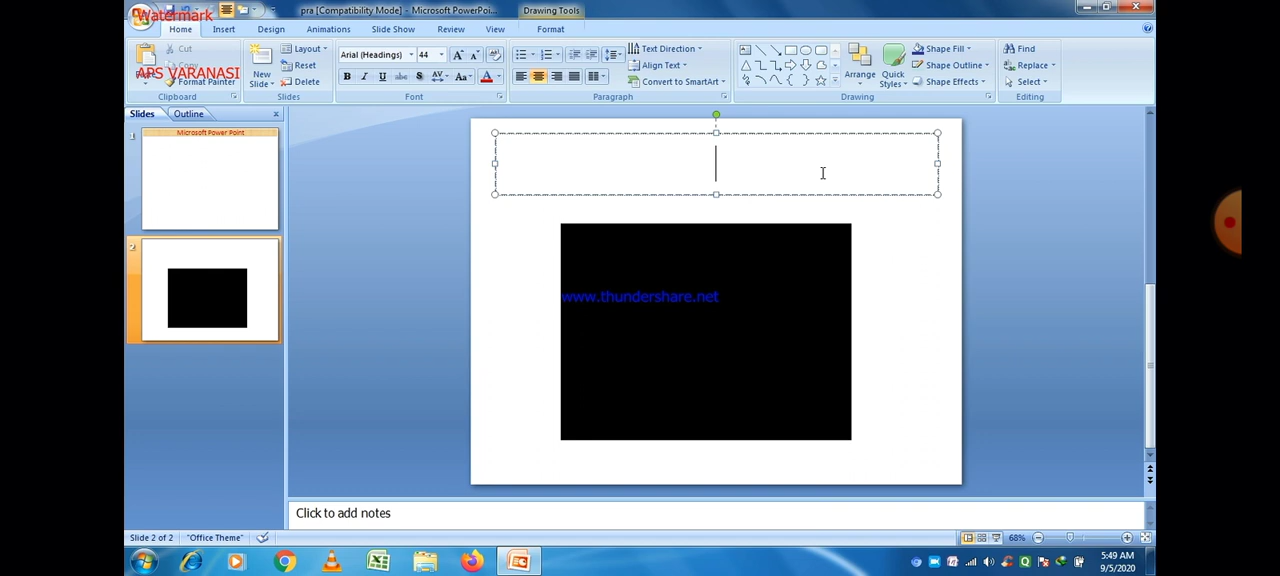 Watermark
pra [Compatibility Mode] - Microsoft PowerPoi...
Drawing Tools
Home
Insert
Design
Animations
Slide Show
Review
View
Format
ARS VARANASI
Cut
Copy
Format Painter
Clipboard
New
Slide
Layout
Reset
Delete
Slides
Arial (Headings)
44
Font
Text Direction
Align Text
Convert to SmartArt
Paragraph
Arrange
Quick
Styles
Shape Fill
Shape Outline
Shape Effects
Drawing
Find
Replace
Select
Editing
Slides
Outline
1
Microsoft Power Point
2
www.thundershare.net
Click to add notes
Slide 2 of 2
"Office Theme"
68%
5:49 AM
9/5/2020